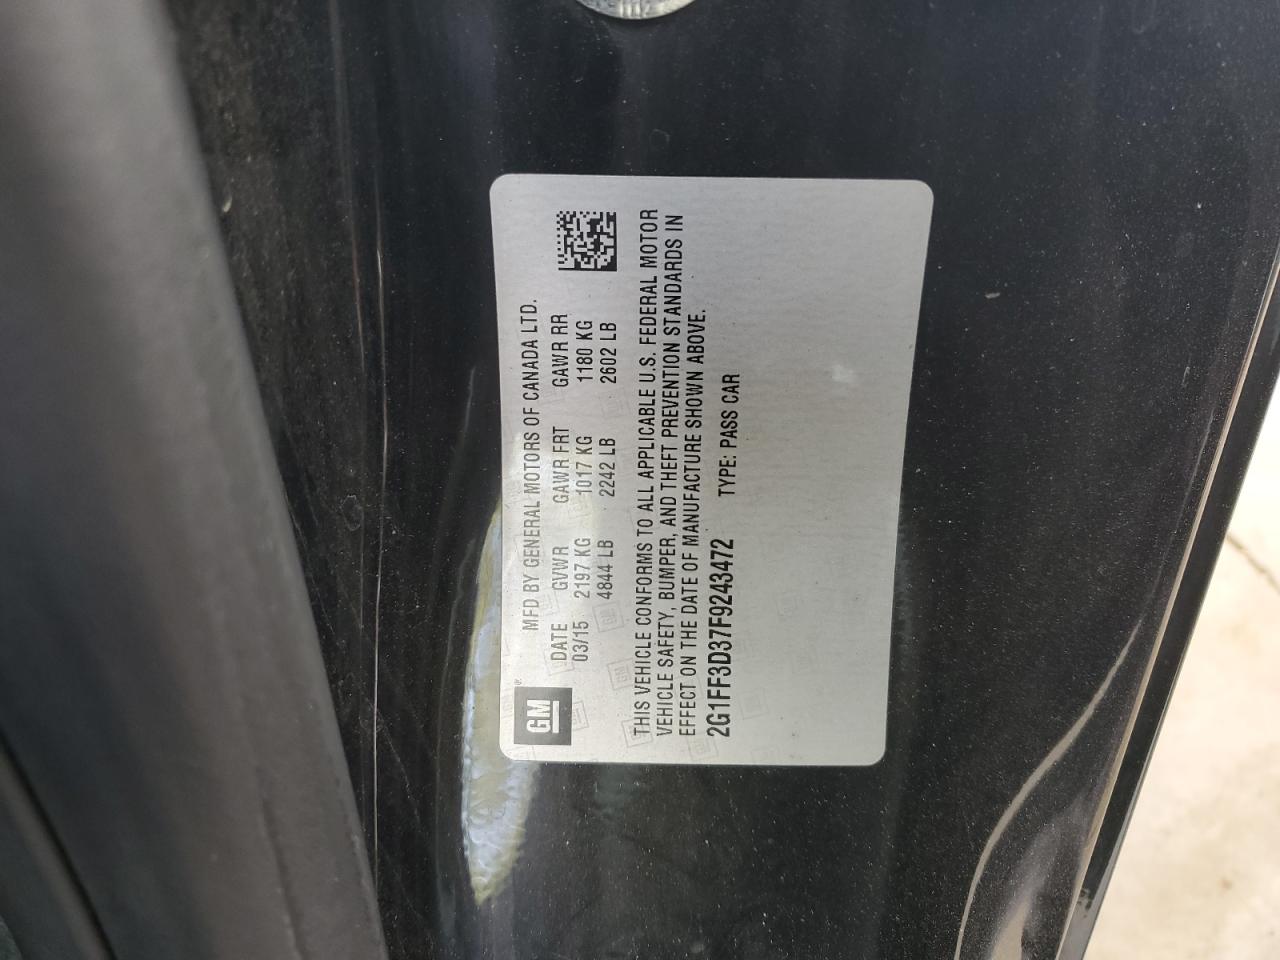 GM
MFD BY GENERAL MOTORS OF CANADA LTD.
DATE GVWR GAWR FRT GAWR RR
03/15 2197 KG 1017 KG 1180 KG
4844 LB 2242 LB 2602 LB
THIS VEHICLE CONFORMS TO ALL APPLICABLE U.S. FEDERAL MOTOR
VEHICLE SAFETY, BUMPER, AND THEFT PREVENTION STANDARDS IN
EFFECT ON THE DATE OF MANUFACTURE SHOWN ABOVE.
2G1FF3D37F9243472 TYPE: PASS CAR